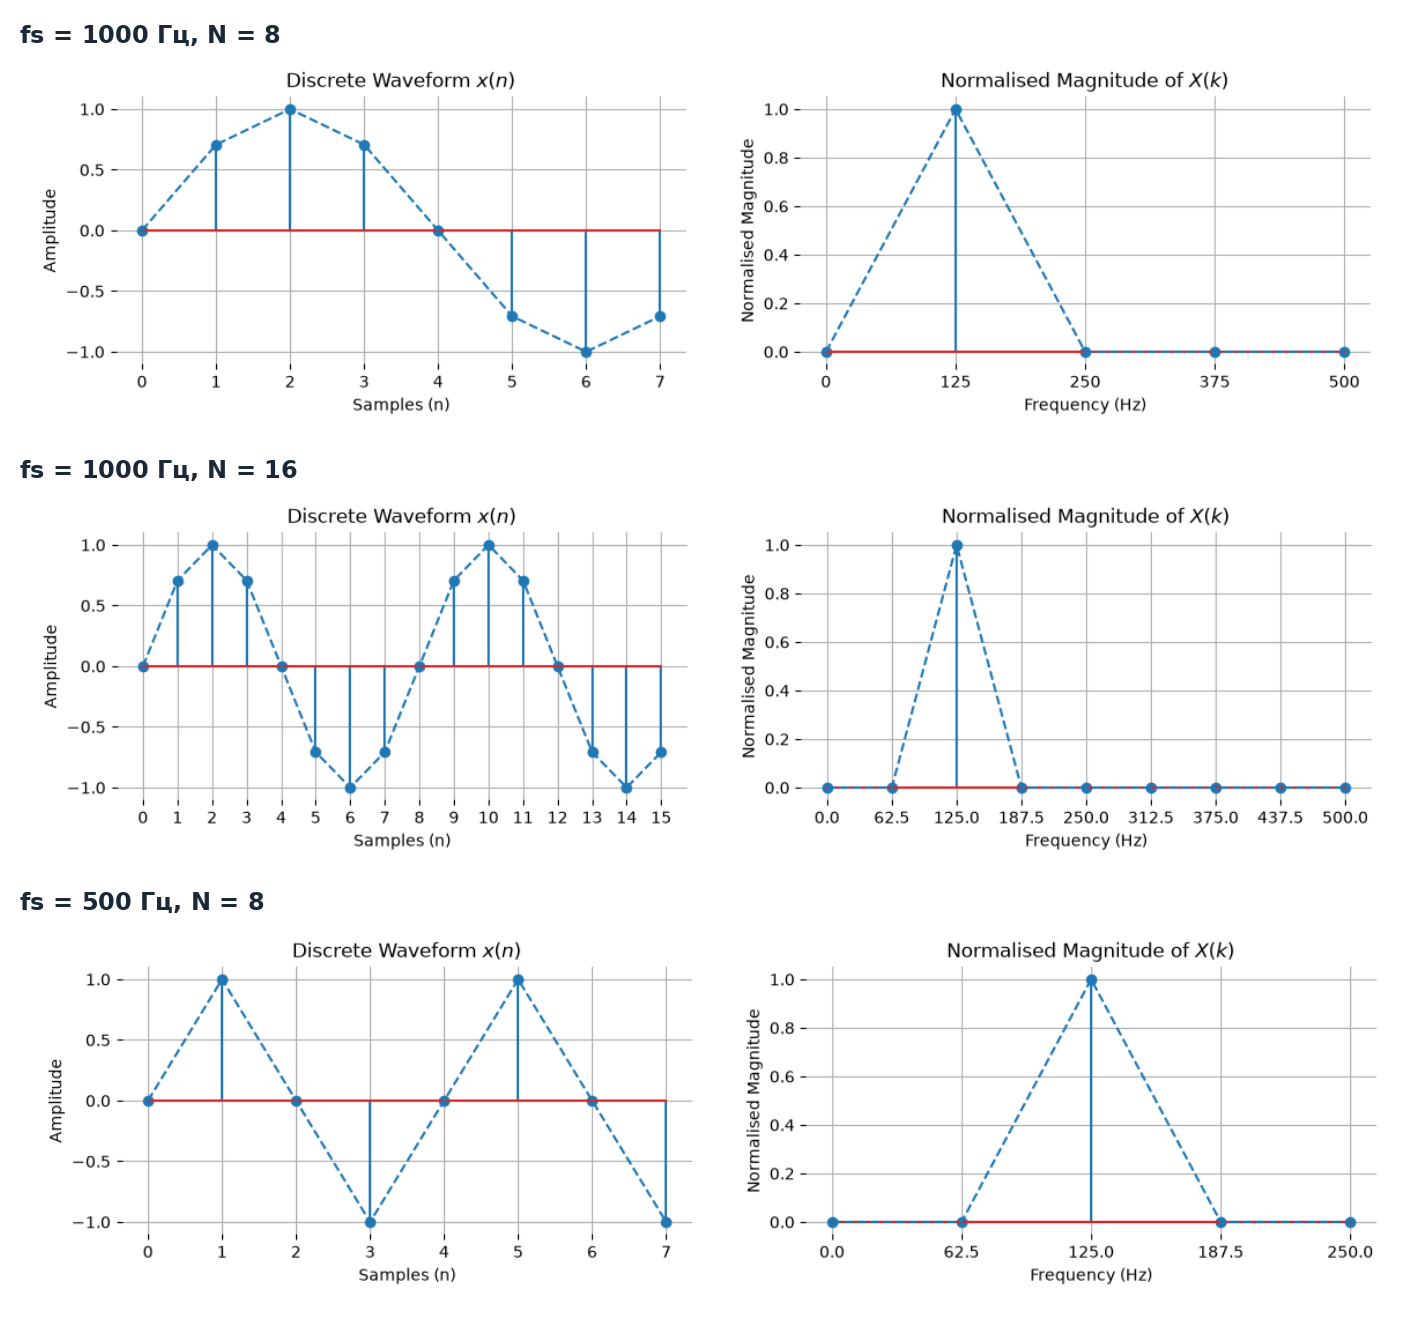 fs = 1000 Гц, N = 8
Discrete Waveform x(n)
Amplitude
1.0
0.5
0.0
−0.5
−1.0
0 1 2 3 4 5 6 7
Samples (n)
Normalised Magnitude of X(k)
Normalised Magnitude
1.0
0.8
0.6
0.4
0.2
0.0
0 125 250 375 500
Frequency (Hz)
fs = 1000 Гц, N = 16
Discrete Waveform x(n)
Amplitude
1.0
0.5
0.0
−0.5
−1.0
0 1 2 3 4 5 6 7 8 9 10 11 12 13 14 15
Samples (n)
Normalised Magnitude of X(k)
Normalised Magnitude
1.0
0.8
0.6
0.4
0.2
0.0
0.0 62.5 125.0 187.5 250.0 312.5 375.0 437.5 500.0
Frequency (Hz)
fs = 500 Гц, N = 8
Discrete Waveform x(n)
Amplitude
1.0
0.5
0.0
−0.5
−1.0
0 1 2 3 4 5 6 7
Samples (n)
Normalised Magnitude of X(k)
Normalised Magnitude
1.0
0.8
0.6
0.4
0.2
0.0
0.0 62.5 125.0 187.5 250.0
Frequency (Hz)